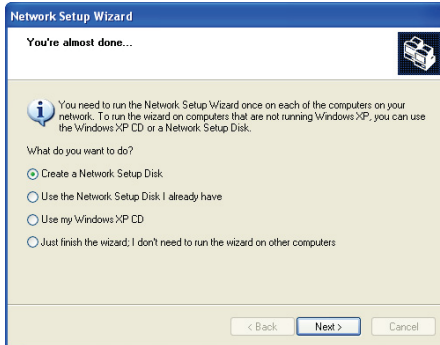 Network Setup Wizard
You're almost done...
You need to run the Network Setup Wizard once on each of the computers on your
network. To run the wizard on computers that are not running Windows XP, you can use
the Windows XP CD or a Network Setup Disk.
What do you want to do?
Create a Network Setup Disk
Use the Network Setup Disk I already have
Use my Windows XP CD
Just finish the wizard; I don't need to run the wizard on other computers
< Back
Next >
Cancel